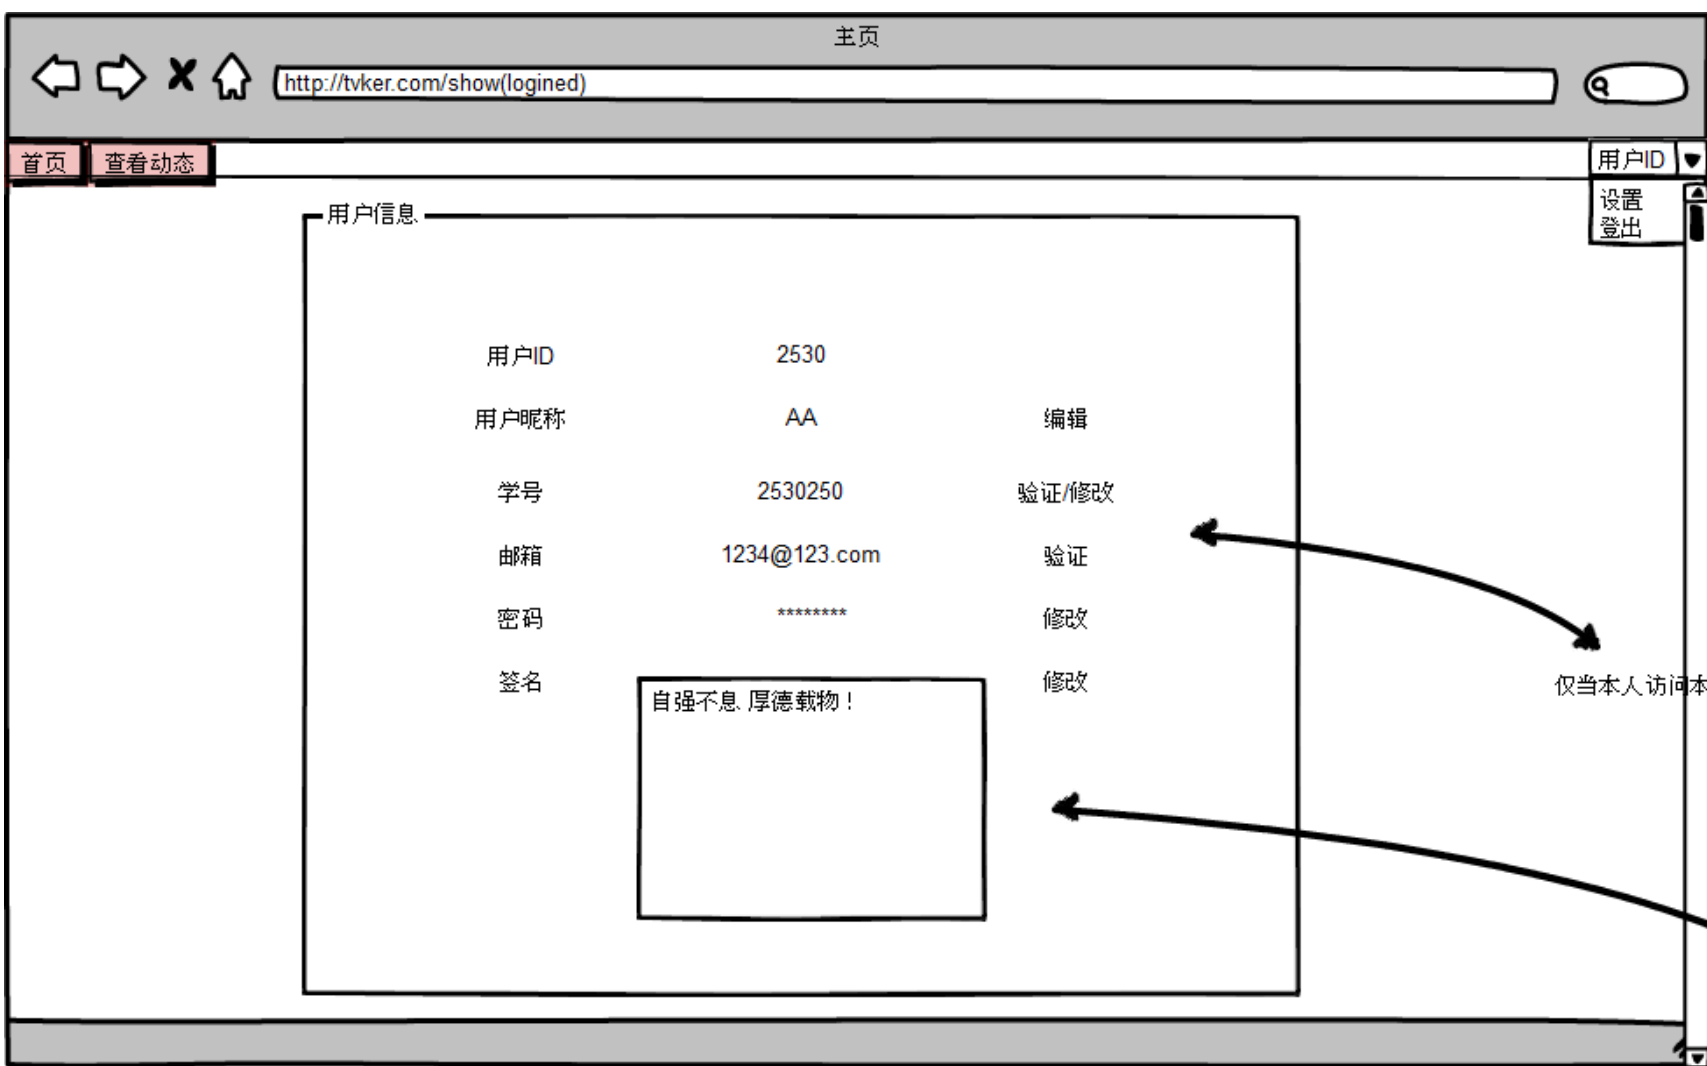 主页
http://tvker.com/show(logined)
首页 查看动态 用户ID
设置
登出
用户信息
用户ID 2530
用户昵称 AA 编辑
学号 2530250 验证/修改
邮箱 1234@123.com 验证
密码 ******** 修改
签名 修改
自强不息 厚德载物！
仅当本人访问本